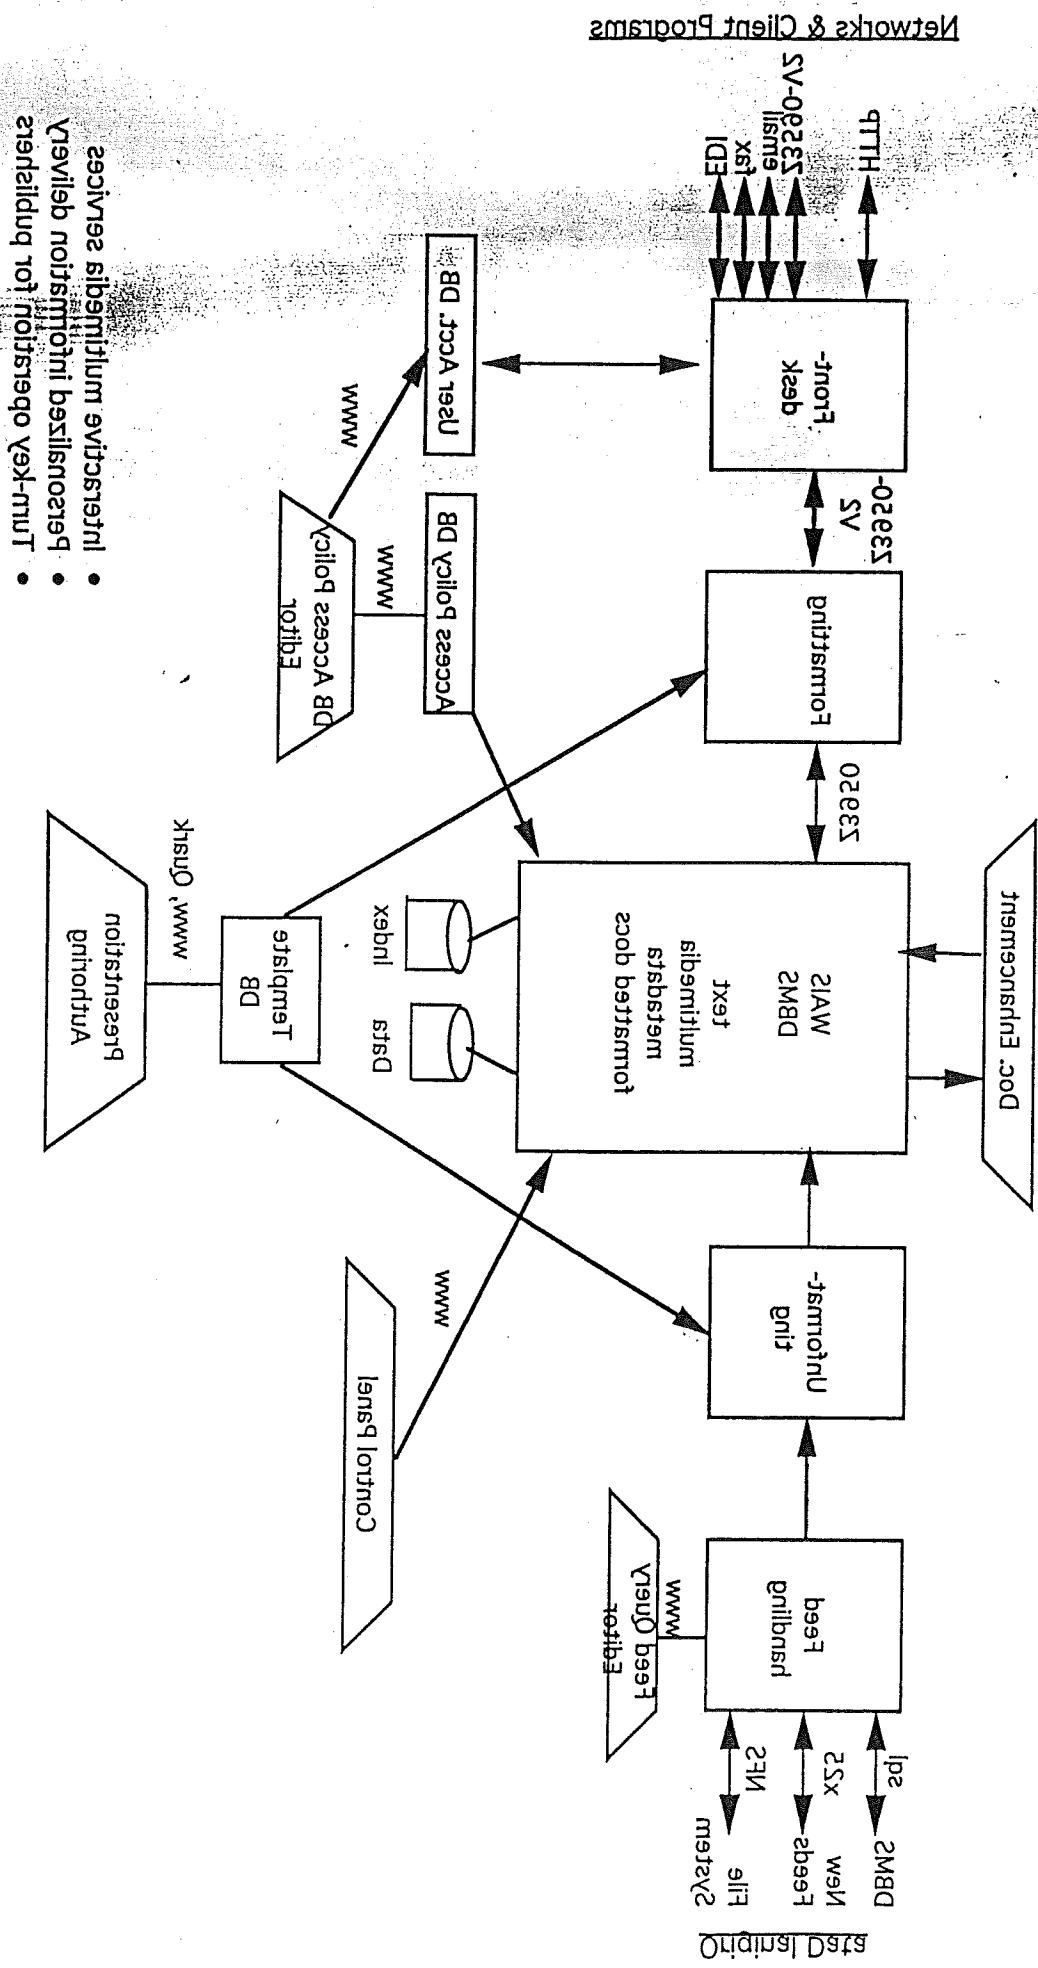 Networks & Client Programs
HTTP
Z3590-V2
email
fax
EDI
Front-
desk
Z3950-
V2
Formatting
Z3950
User Acct. DB
www
Access Policy DB
www
DB Access Policy
Editor
Doc. Enhancement
WAIS
DBMS
text
multimedia
metadata
formatted docs
Index
Data
Template
DB
www, Quark
Presentation
Authoring
Unformat-
ting
www
Control Panel
Feed
handling
www
Feed Query
Editor
sql
DBMS
x25
New
Feeds
NFS
File
System
Original Data
• Interactive multimedia services
• Personalized information delivery
• Turn-key operation for publishers